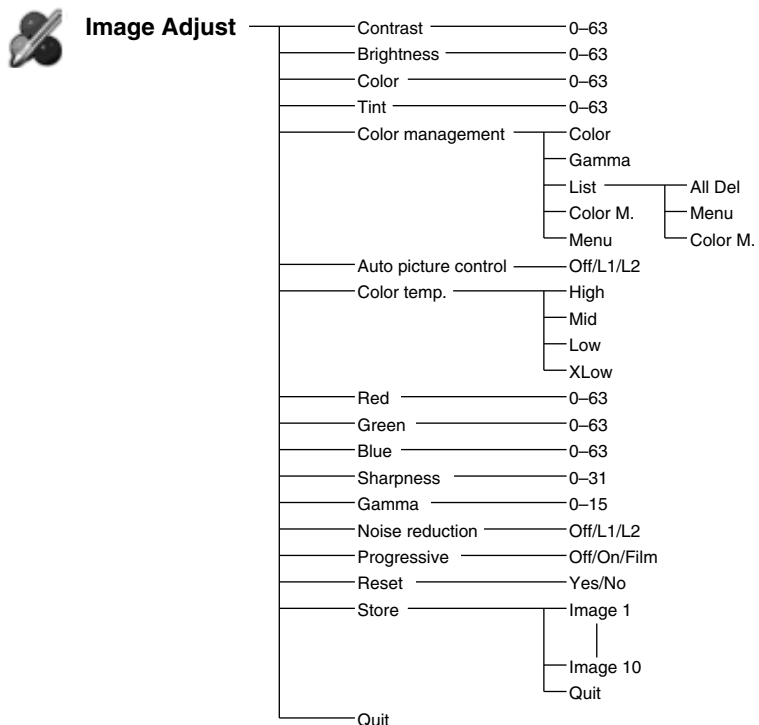 Image Adjust Contrast 0–63
Brightness 0–63
Color 0–63
Tint 0–63
Color management Color
Gamma
List All Del
Color M. Menu
Menu Color M.
Auto picture control Off/L1/L2
Color temp. High
Mid
Low
XLow
Red 0–63
Green 0–63
Blue 0–63
Sharpness 0–31
Gamma 0–15
Noise reduction Off/L1/L2
Progressive Off/On/Film
Reset Yes/No
Store Image 1
Image 10
Quit
Quit